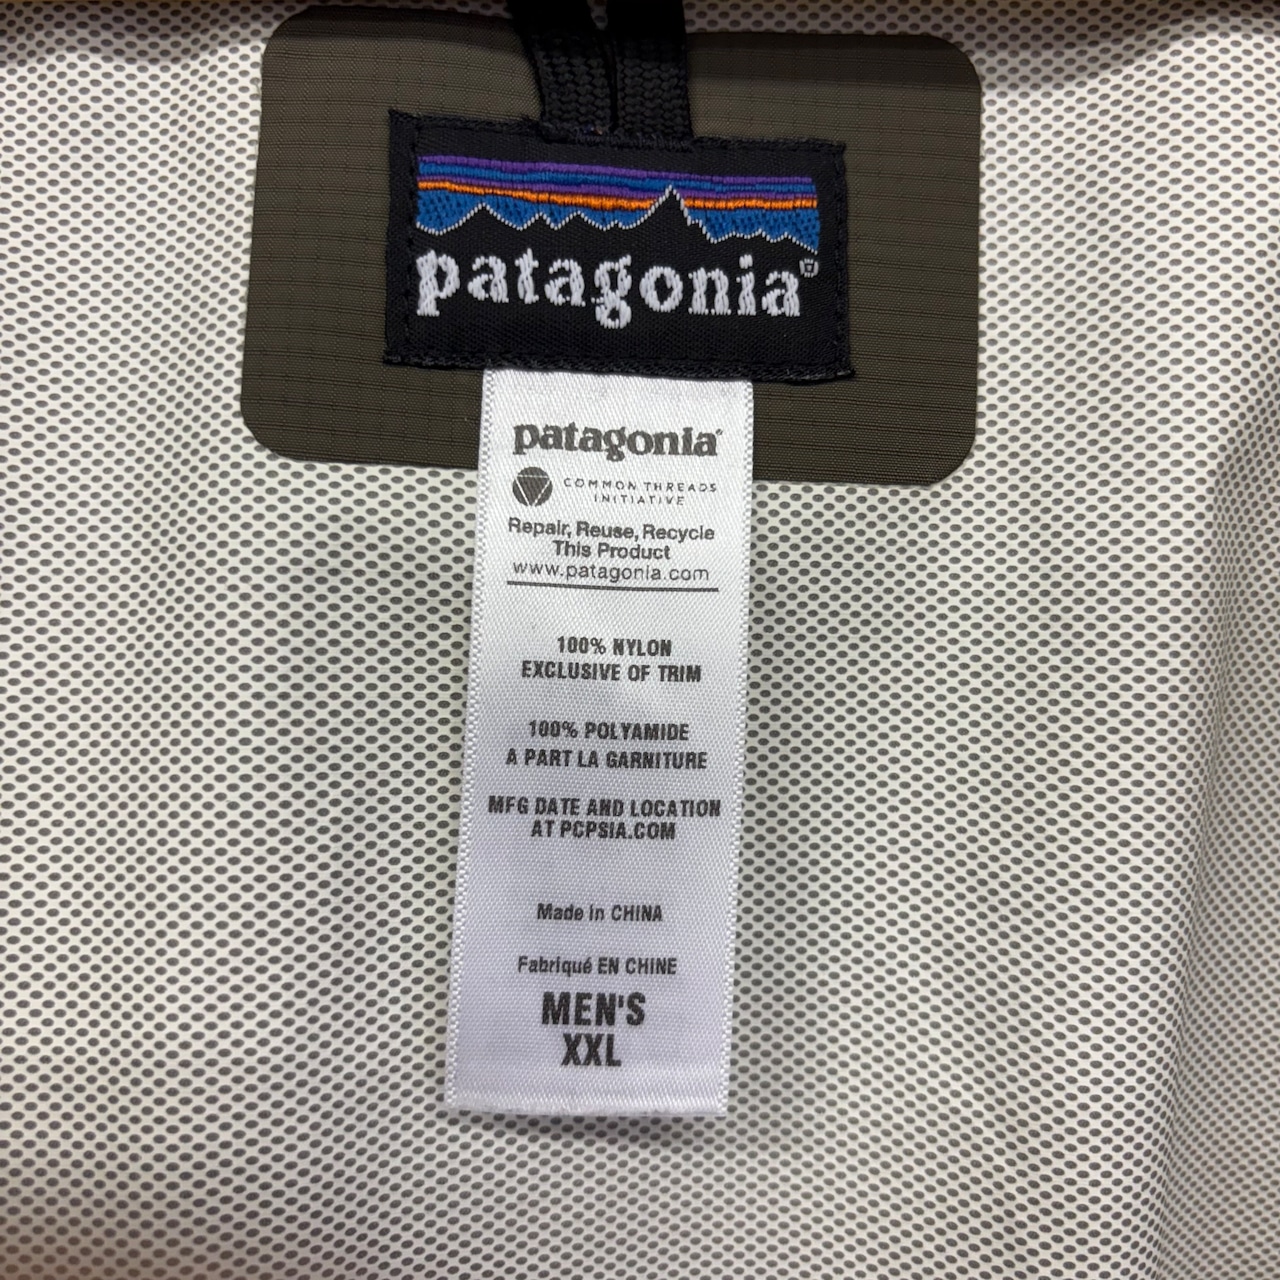 patagonia®
patagonia®
COMMON THREADS
INITIATIVE
Repair, Reuse, Recycle
This Product
www.patagonia.com
100% NYLON
EXCLUSIVE OF TRIM
100% POLYAMIDE
A PART LA GARNITURE
MFG DATE AND LOCATION
AT PCPSIA.COM
Made in CHINA
Fabriqué EN CHINE
MEN'S
XXL